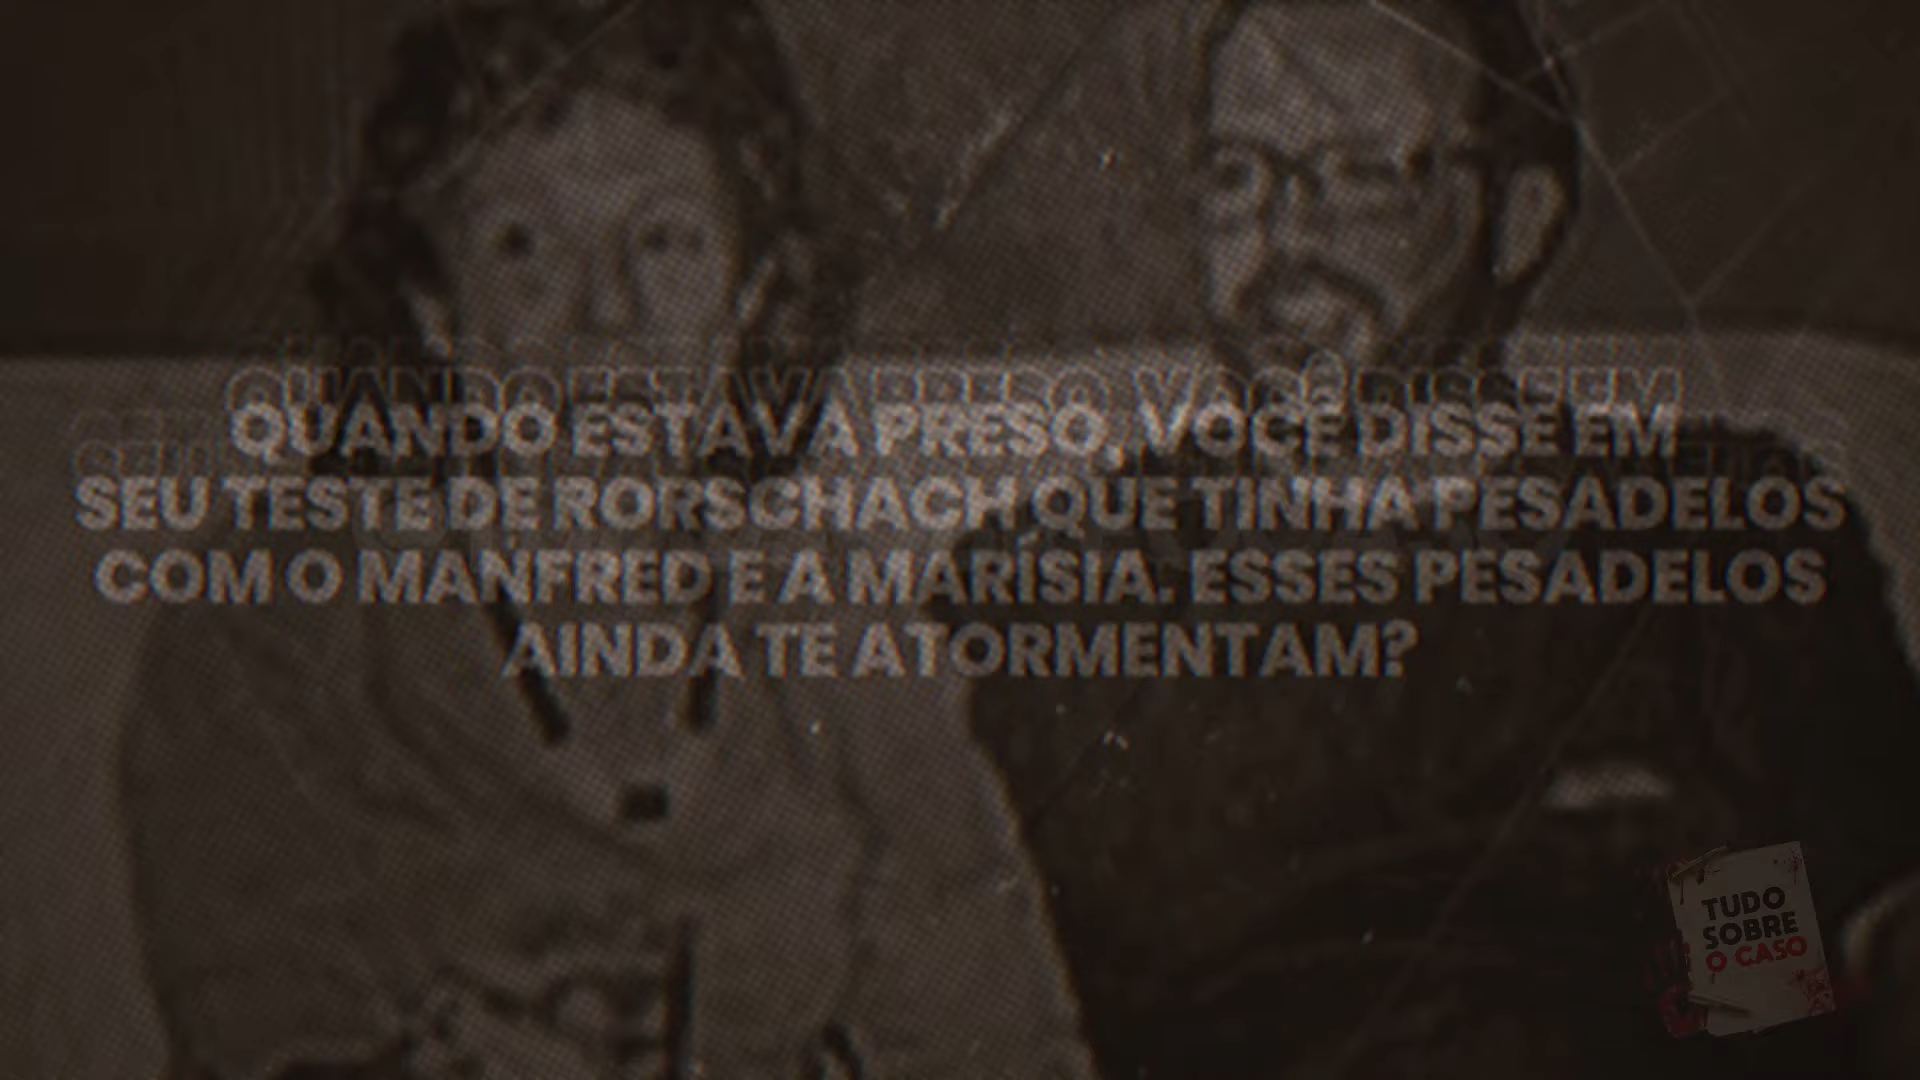 QUANDO ESTAVA PRESO, VOCÊ DISSE EM
SEU TESTE DE RORSCHACH QUE TINHA PESADELOS
COM O MANFRED E A MARÍSIA. ESSES PESADELOS
AINDA TE ATORMENTAM?
TUDO
SOBRE
O CASO